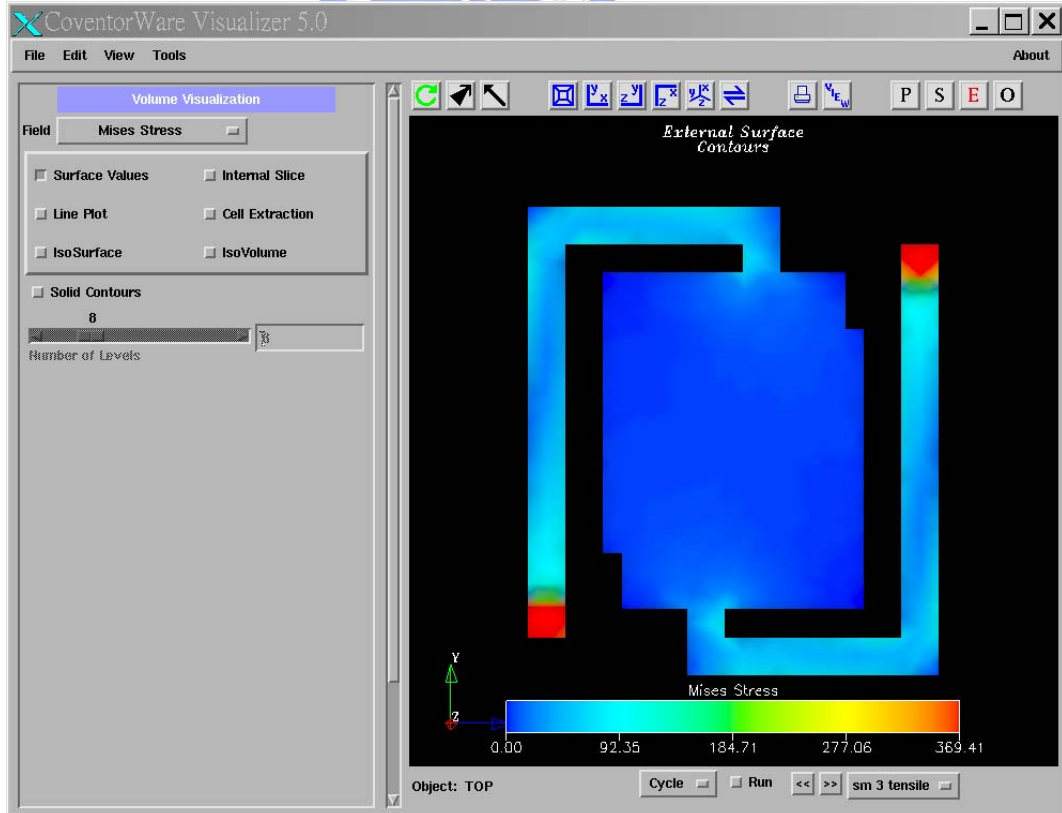 CoventorWare Visualizer 5.0
File Edit View Tools About
Volume Visualization
Field Mises Stress
Surface Values Internal Slice
Line Plot Cell Extraction
IsoSurface IsoVolume
Solid Contours
8
8
Number of Levels
y x z y z x y x z V I E W P S E O
External Surface
Contours
Y
Z
Mises Stress
0.00 92.35 184.71 277.06 369.41
Object: TOP Cycle Run << >> sm 3 tensile